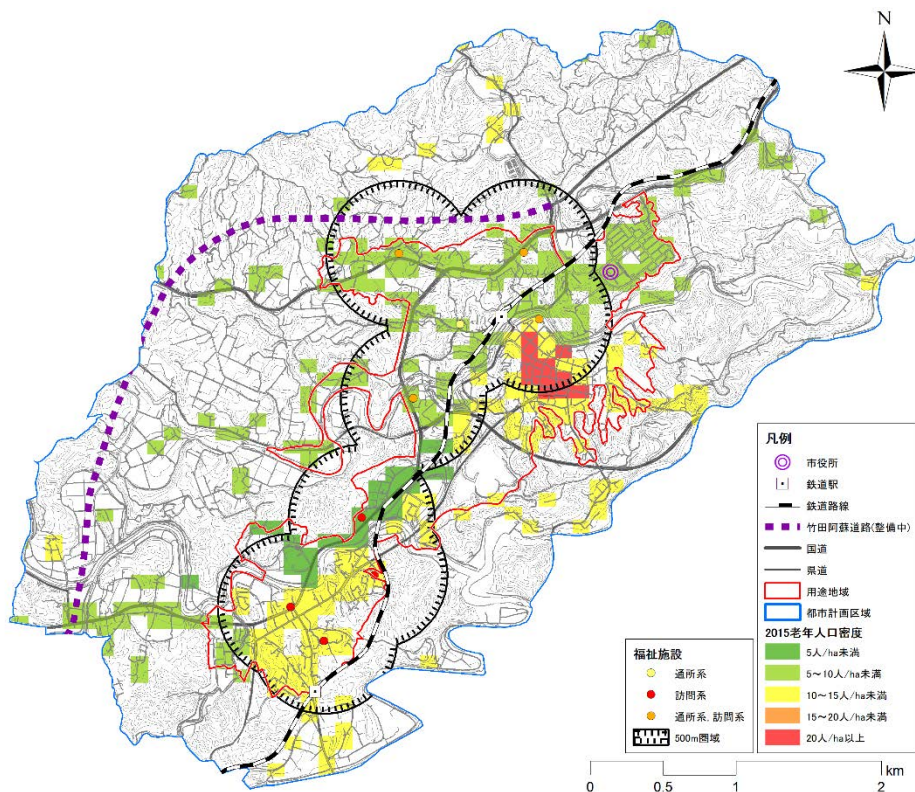 N
凡例
市役所
鉄道駅
鉄道路線
竹田阿蘇道路(整備中)
国道
県道
用途地域
都市計画区域
2015老年人口密度
5人/ha未満
5～10人/ha未満
10～15人/ha未満
15～20人/ha未満
20人/ha以上
福祉施設
通所系
訪問系
通所系、訪問系
500m圏域
km
0 0.5 1 2